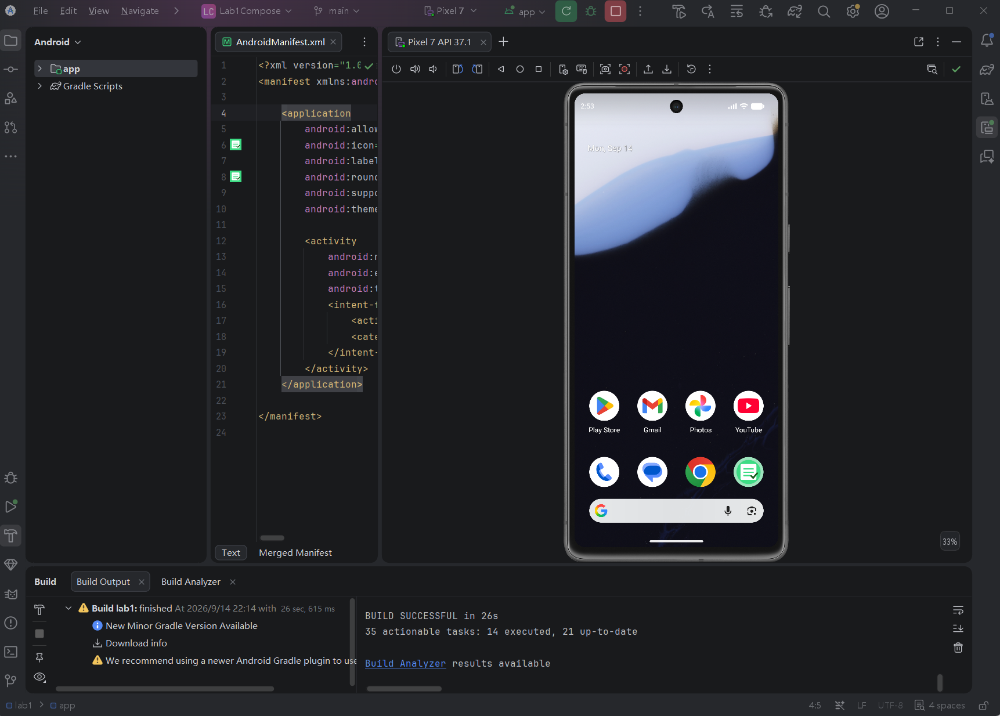 File Edit View Navigate
LC Lab1Compose
main
Pixel 7
app
Android
app
Gradle Scripts
AndroidManifest.xml
1 <?xml version="1.0
2 <manifest xmlns:andro
3
4 <application
5 android:allow
6 android:icon=
7 android:label
8 android:round
9 android:suppo
10 android:theme
11
12 <activity
13 android:n
14 android:e
15 android:t
16 <intent-f
17 <acti
18 <cate
19 </intent-
20 </activity>
21 </application>
22
23 </manifest>
24
Text Merged Manifest
Pixel 7 API 37.1
2:53
Mon, Sep 14
Play Store Gmail Photos YouTube
33%
Build Build Output Build Analyzer
Build lab1: finished At 2026/9/14 22:14 with 26 sec, 615 ms
New Minor Gradle Version Available
Download info
We recommend using a newer Android Gradle plugin to use
BUILD SUCCESSFUL in 26s
35 actionable tasks: 14 executed, 21 up-to-date
Build Analyzer results available
lab1 > app
4:5 LF UTF-8 4 spaces